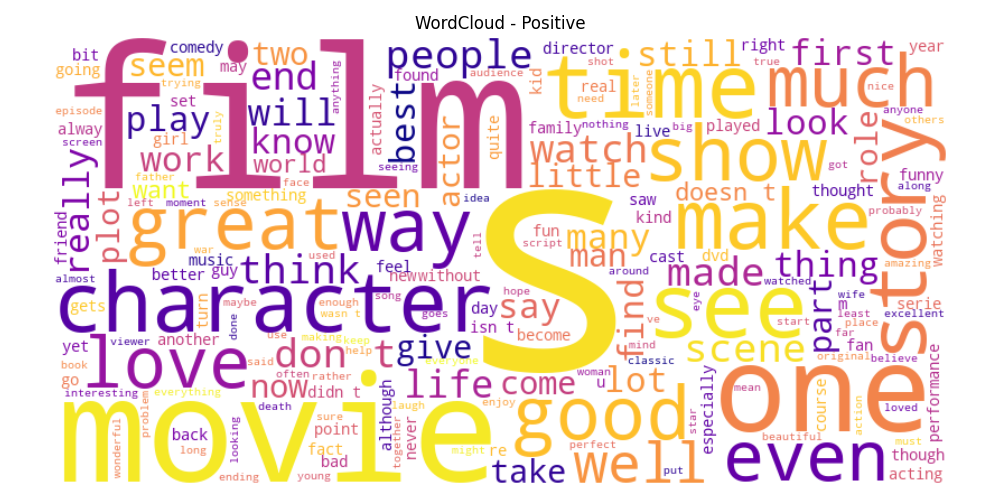 WordCloud - Positive
bit
comedy
two
people
director
still
right
first
year
going
seem
may
end
found
audience
kid
time
shot
true
much
nice
trying
anything
best
real
need
later
someone
episode
set
film
will
actually
alway
play
actor
quite
family
nothing
live
big
played
look
role
anyone
others
screen
girl
truly
know
watch
show
got
story
work
world
seeing
little
funny
really
father
face
idea
doesn t
thought
along
want
something
seen
saw
make
probably
watching
plot
left
moment
sense
great
way
s
kind
friend
war
used
tell
fun
many
script
man
cast
dvd
amazing
music
think
feel
around
made
watched
thing
almost
better
guy
new
without
hope
find
ve
see
eye
part
m
wife
character
gets
turn
done
maybe
enough
song
day
say
start
least
serie
wasn t
goes
isn t
become
place
excellent
yet
viewer
another
use
making
keep
give
mind
scene
far
fan
love
said
don t
help
everyone
classic
original
believe
book
go
often
rather
life
come
woman
u
lot
one
performance
interesting
everything
now
didn t
although
mean
course
action
loved
movie
death
laugh
enjoy
good
star
especially
problem
sure
point
never
together
wonderful
back
looking
fact
might
re
perfect
well
beautiful
even
must
though
long
ending
young
bad
take
put
acting